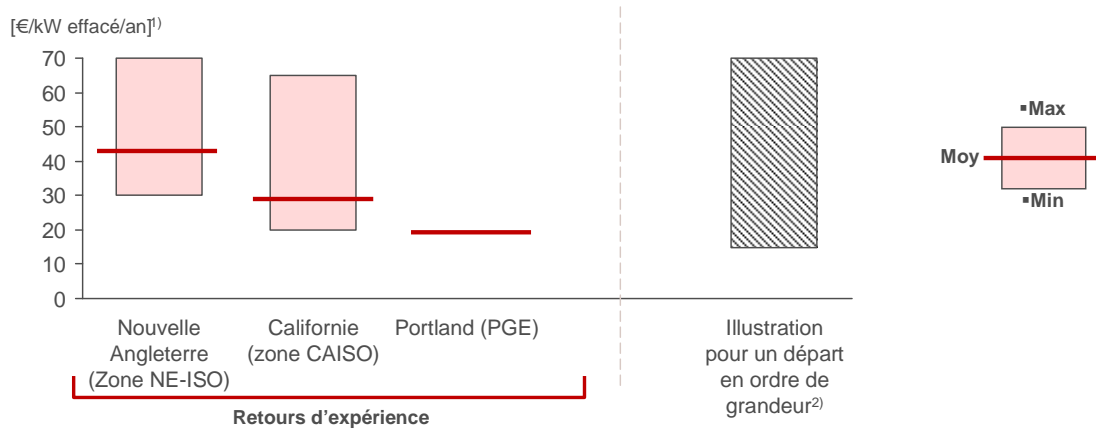 [€/kW effacé/an]1)
70
60
50
40
30
20
10
0
Nouvelle
Angleterre
(Zone NE-ISO)
Californie
(zone CAISO)
Portland (PGE)
Illustration
pour un départ
en ordre de
grandeur2)
Retours d’expérience
▪Max
Moy
▪Min